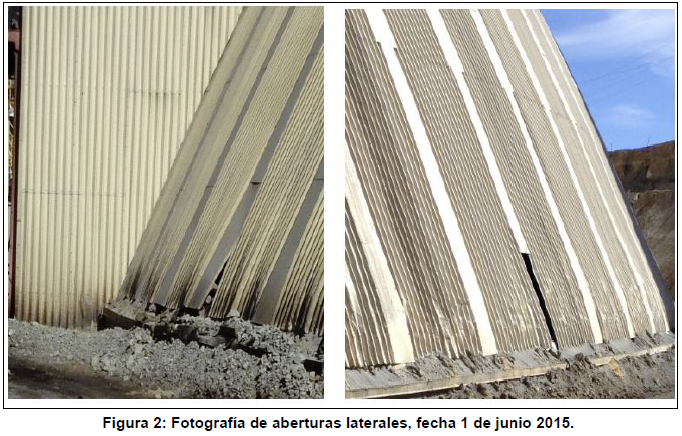 Figura 2: Fotografía de aberturas laterales, fecha 1 de junio 2015.